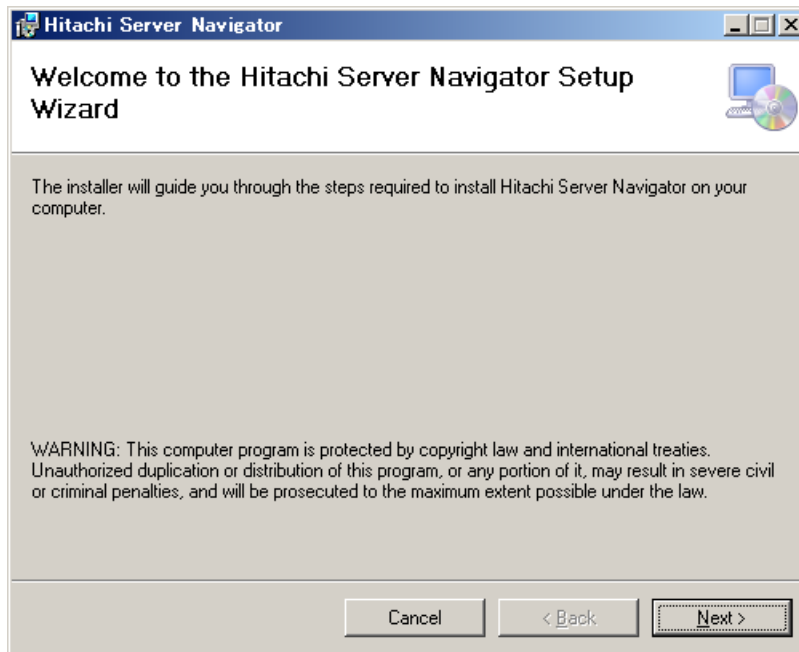 Hitachi Server Navigator
Welcome to the Hitachi Server Navigator Setup
Wizard
The installer will guide you through the steps required to install Hitachi Server Navigator on your
computer.
WARNING: This computer program is protected by copyright law and international treaties.
Unauthorized duplication or distribution of this program, or any portion of it, may result in severe civil
or criminal penalties, and will be prosecuted to the maximum extent possible under the law.
Cancel
< Back
Next >